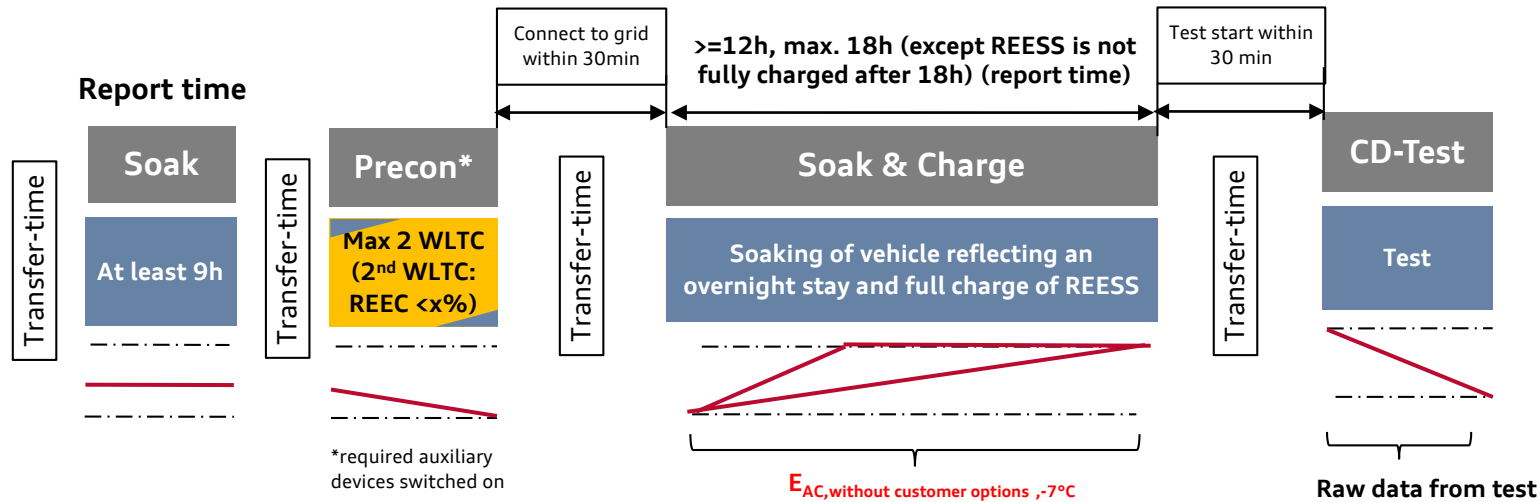 Connect to grid
within 30min
>=12h, max. 18h (except REESS is not
fully charged after 18h) (report time)
Test start within
30 min
Report time
Transfer-time
Soak
At least 9h
Transfer-time
Precon*
Max 2 WLTC
(2nd WLTC:
REEC <x%)
*required auxiliary
devices switched on
Transfer-time
Soak & Charge
Soaking of vehicle reflecting an
overnight stay and full charge of REESS
EAC,without customer options ,-7°C
Transfer-time
CD-Test
Test
Raw data from test